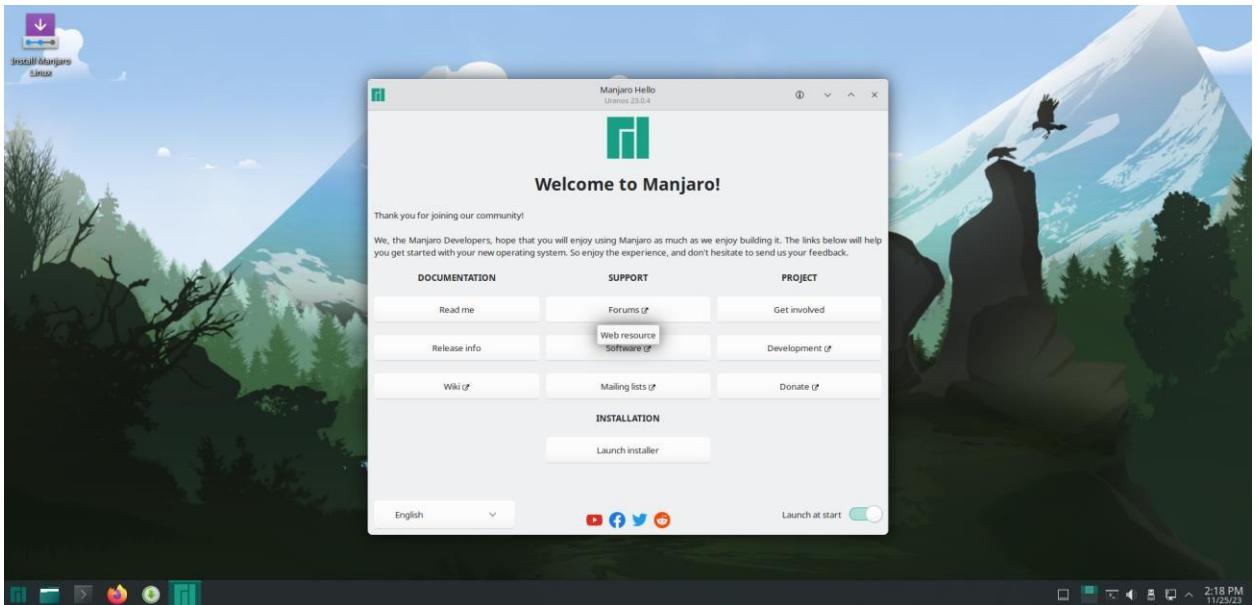 Install Manjaro
Linux
Manjaro Hello
Uranos 23.0.4
Welcome to Manjaro!
Thank you for joining our community!
We, the Manjaro Developers, hope that you will enjoy using Manjaro as much as we enjoy building it. The links below will help
you get started with your new operating system. So enjoy the experience, and don't hesitate to send us your feedback.
DOCUMENTATION SUPPORT PROJECT
Read me Forums Get involved
Web resource
Release info Software Development
Wiki Mailing lists Donate
INSTALLATION
Launch installer
English Launch at start
2:18 PM
11/25/23